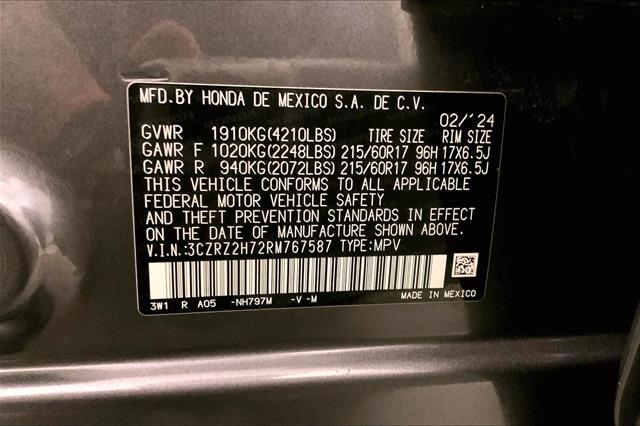 MFD.BY HONDA DE MEXICO S.A. DE C.V.
02/'24
GVWR 1910KG(4210LBS) TIRE SIZE RIM SIZE
GAWR F 1020KG(2248LBS) 215/60R17 96H 17X6.5J
GAWR R 940KG(2072LBS) 215/60R17 96H 17X6.5J
THIS VEHICLE CONFORMS TO ALL APPLICABLE
FEDERAL MOTOR VEHICLE SAFETY
AND THEFT PREVENTION STANDARDS IN EFFECT
ON THE DATE OF MANUFACTURE SHOWN ABOVE.
V.I.N.:3CZRZ2H72RM767587 TYPE:MPV
3W1 R A05 -NH797M -V -M MADE IN MEXICO